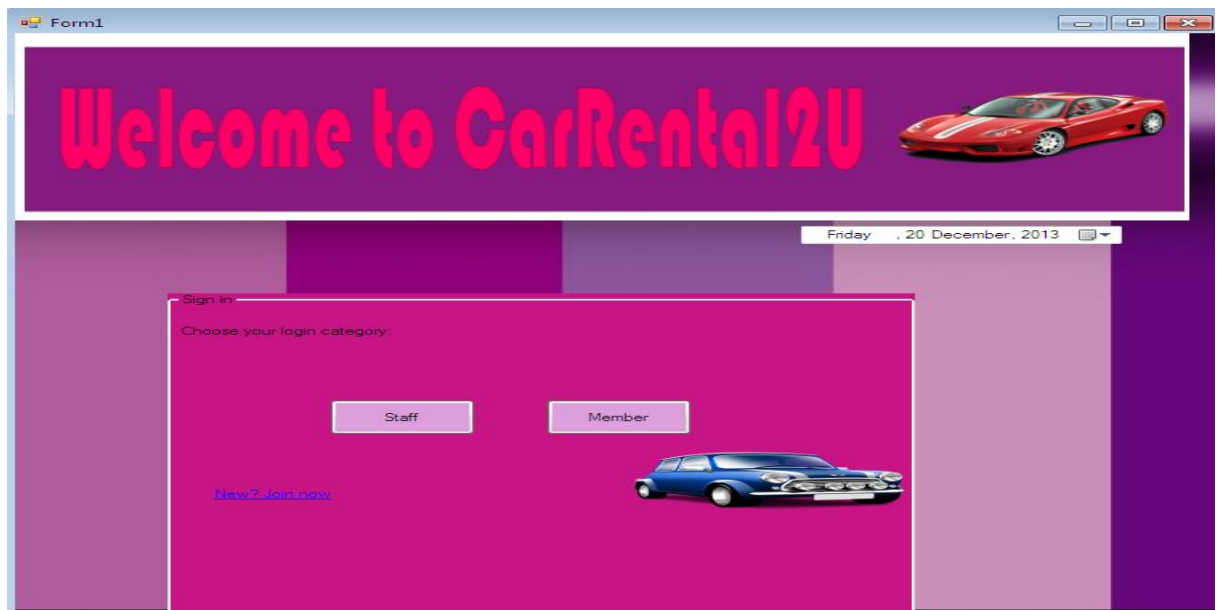 Form1
Welcome to CarRental2U
Friday , 20 December, 2013
Sign in
Choose your login category:
Staff Member
New? Join now